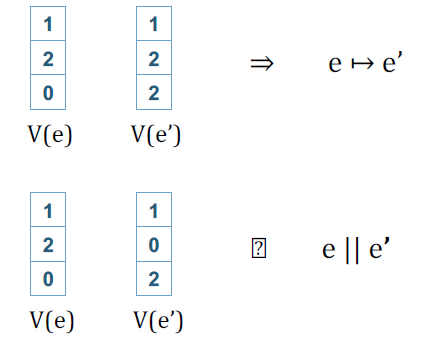 1 1
2 2 ⇒ e ↦ e’
0 2
V(e) V(e’)
1 1
2 0 ⍰ e || e’
0 2
V(e) V(e’)